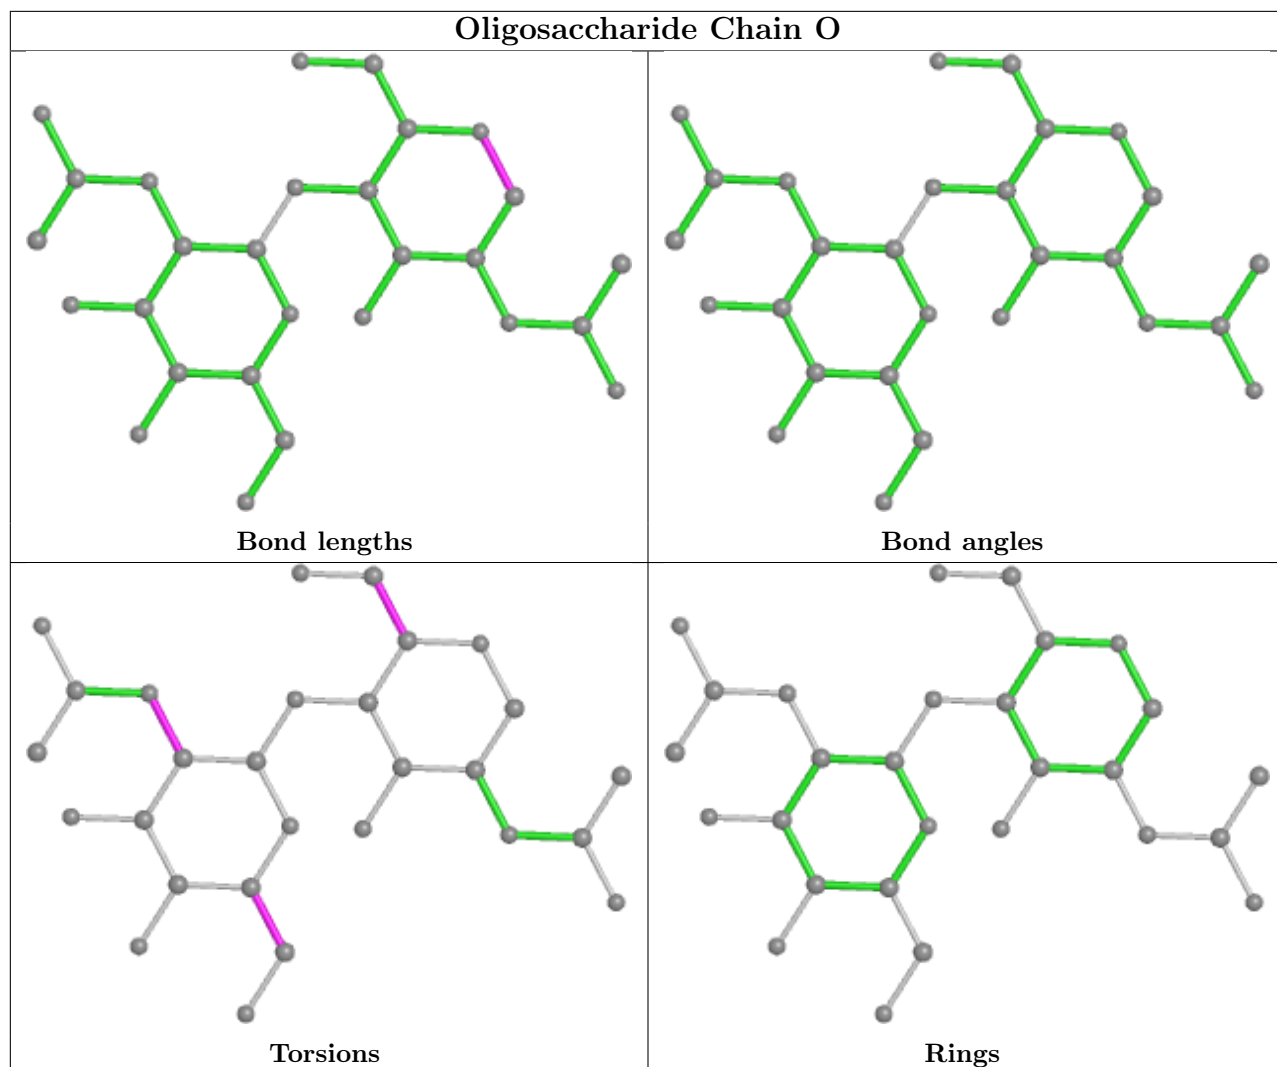 Oligosaccharide Chain O
Bond lengths
Bond angles
Torsions
Rings